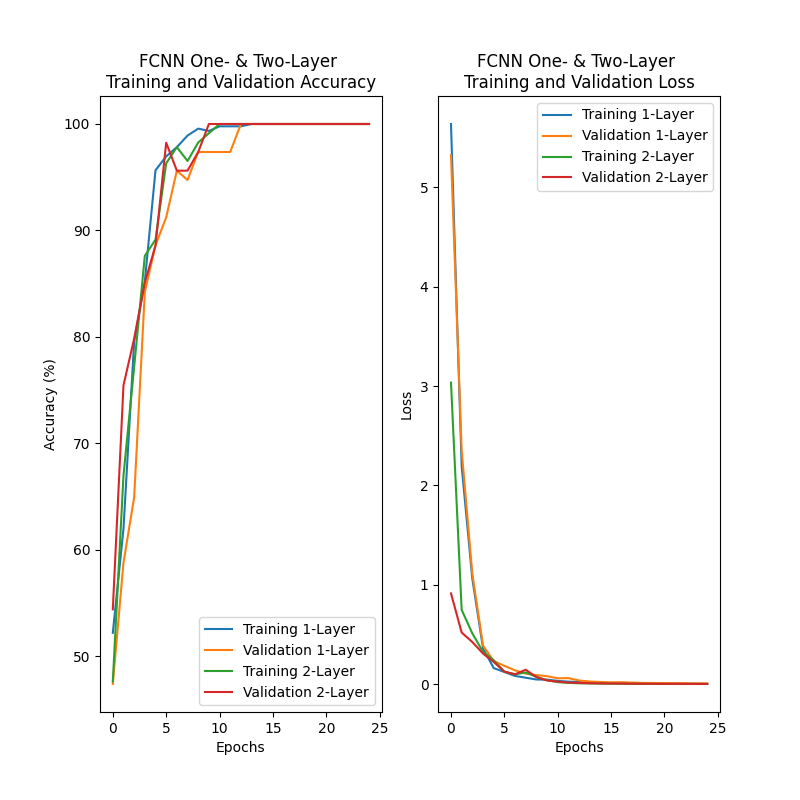 FCNN One- & Two-Layer
Training and Validation Accuracy
Accuracy (%)
100
90
80
70
60
50
0 5 10 15 20 25
Epochs
Training 1-Layer
Validation 1-Layer
Training 2-Layer
Validation 2-Layer
FCNN One- & Two-Layer
Training and Validation Loss
Loss
5
4
3
2
1
0
0 5 10 15 20 25
Epochs
Training 1-Layer
Validation 1-Layer
Training 2-Layer
Validation 2-Layer